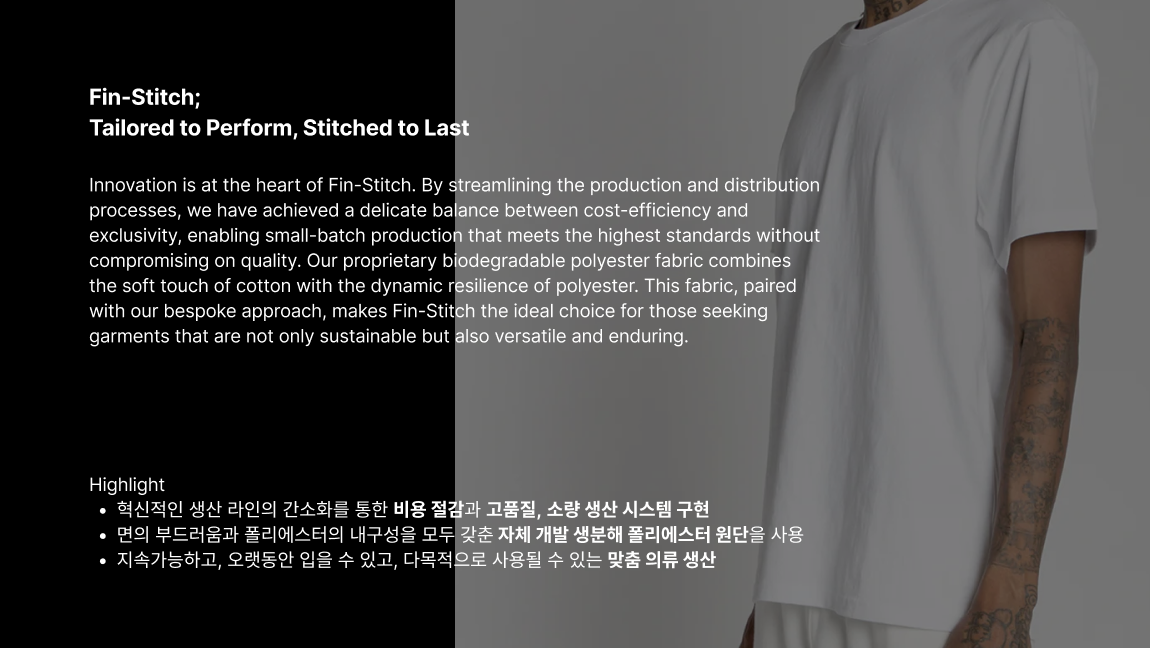 Fin-Stitch;
Tailored to Perform, Stitched to Last
Innovation is at the heart of Fin-Stitch. By streamlining the production and distribution
processes, we have achieved a delicate balance between cost-efficiency and
exclusivity, enabling small-batch production that meets the highest standards without
compromising on quality. Our proprietary biodegradable polyester fabric combines
the soft touch of cotton with the dynamic resilience of polyester. This fabric, paired
with our bespoke approach, makes Fin-Stitch the ideal choice for those seeking
garments that are not only sustainable but also versatile and enduring.
Highlight
• 혁신적인 생산 라인의 간소화를 통한 비용 절감과 고품질, 소량 생산 시스템 구현
• 면의 부드러움과 폴리에스터의 내구성을 모두 갖춘 자체 개발 생분해 폴리에스터 원단을 사용
• 지속가능하고, 오랫동안 입을 수 있고, 다목적으로 사용될 수 있는 맞춤 의류 생산